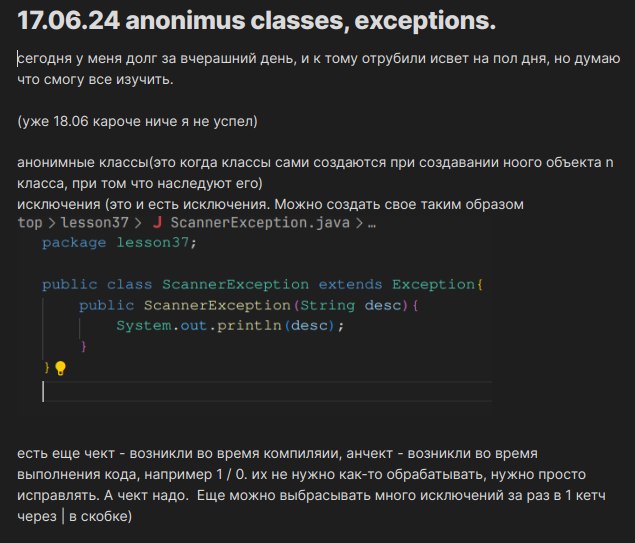 17.06.24 anonimus classes, exceptions.
сегодня у меня долг за вчерашний день, и к тому отрубили исвет на пол дня, но думаю
что смогу все изучить.
(уже 18.06 кароче ниче я не успел)
анонимные классы(это когда классы сами создаются при создавании ноого объекта n
класса, при том что наследуют его)
исключения (это и есть исключения. Можно создать свое таким образом
top > lesson37 > J ScannerException.java > ...
package lesson37;
public class ScannerException extends Exception{
public ScannerException(String desc){
System.out.println(desc);
}
}
есть еще чект - возникли во время компиляии, анчект - возникли во время
выполнения кода, например 1 / 0. их не нужно как-то обрабатывать, нужно просто
исправлять. А чект надо.  Еще можно выбрасывать много исключений за раз в 1 кетч
через | в скобке)